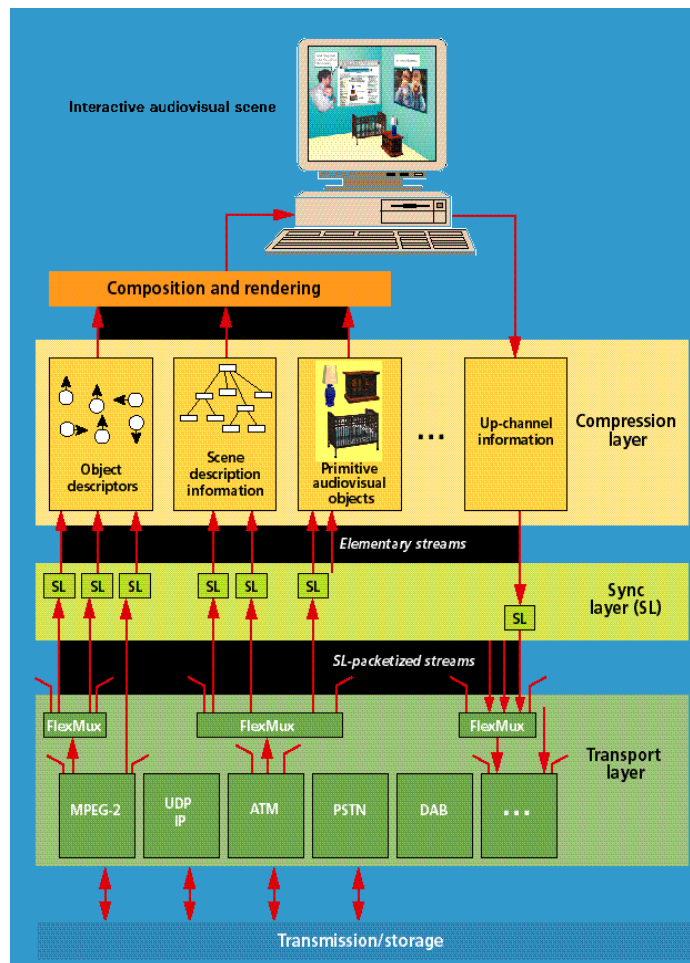 Interactive audiovisual scene
Composition and rendering
Object
descriptors
Scene
description
information
Primitive
audiovisual
objects
...
Up-channel
information
Compression
layer
Elementary streams
SL
SL
SL
SL
SL
SL
SL
Sync
layer (SL)
SL-packetized streams
FlexMux
FlexMux
FlexMux
Transport
layer
MPEG-2
UDP
IP
ATM
PSTN
DAB
...
Transmission/storage